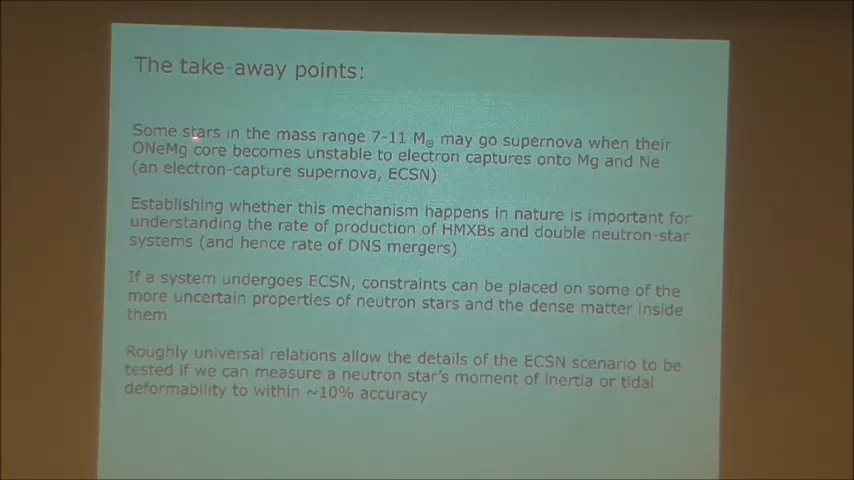 The take-away points:
Some stars in the mass range 7-11 M⊙ may go supernova when their
ONeMg core becomes unstable to electron captures onto Mg and Ne
(an electron-capture supernova, ECSN)
Establishing whether this mechanism happens in nature is important for
understanding the rate of production of HMXBs and double neutron-star
systems (and hence rate of DNS mergers)
If a system undergoes ECSN, constraints can be placed on some of the
more uncertain properties of neutron stars and the dense matter inside
them
Roughly universal relations allow the details of the ECSN scenario to be
tested if we can measure a neutron star's moment of inertia or tidal
deformability to within ~10% accuracy